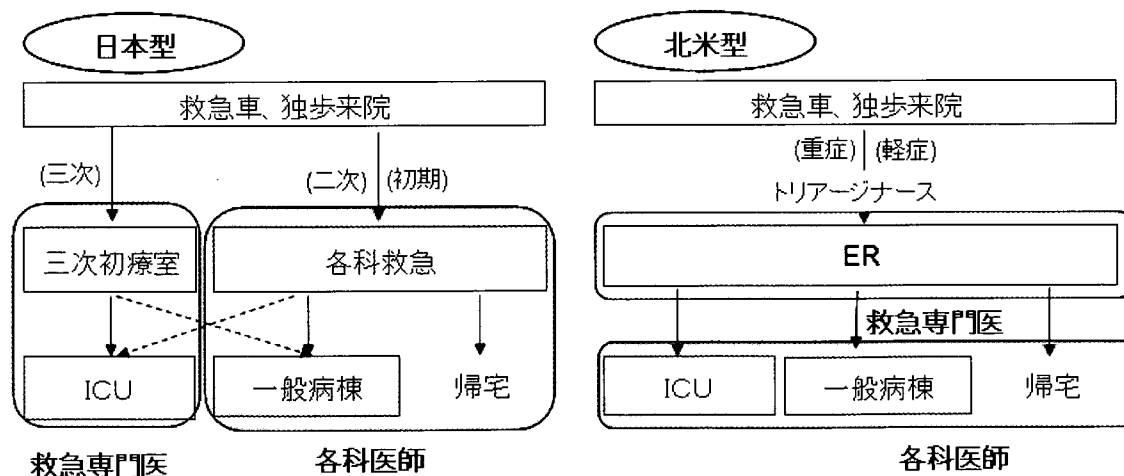 日本型
救急車、独歩来院
(三次)
(二次)
(初期)
三次初療室
各科救急
ICU
一般病棟
帰宅
救急専門医
各科医師
北米型
救急車、独歩来院
(重症)
(軽症)
トリアージナース
ER
救急専門医
ICU
一般病棟
帰宅
各科医師